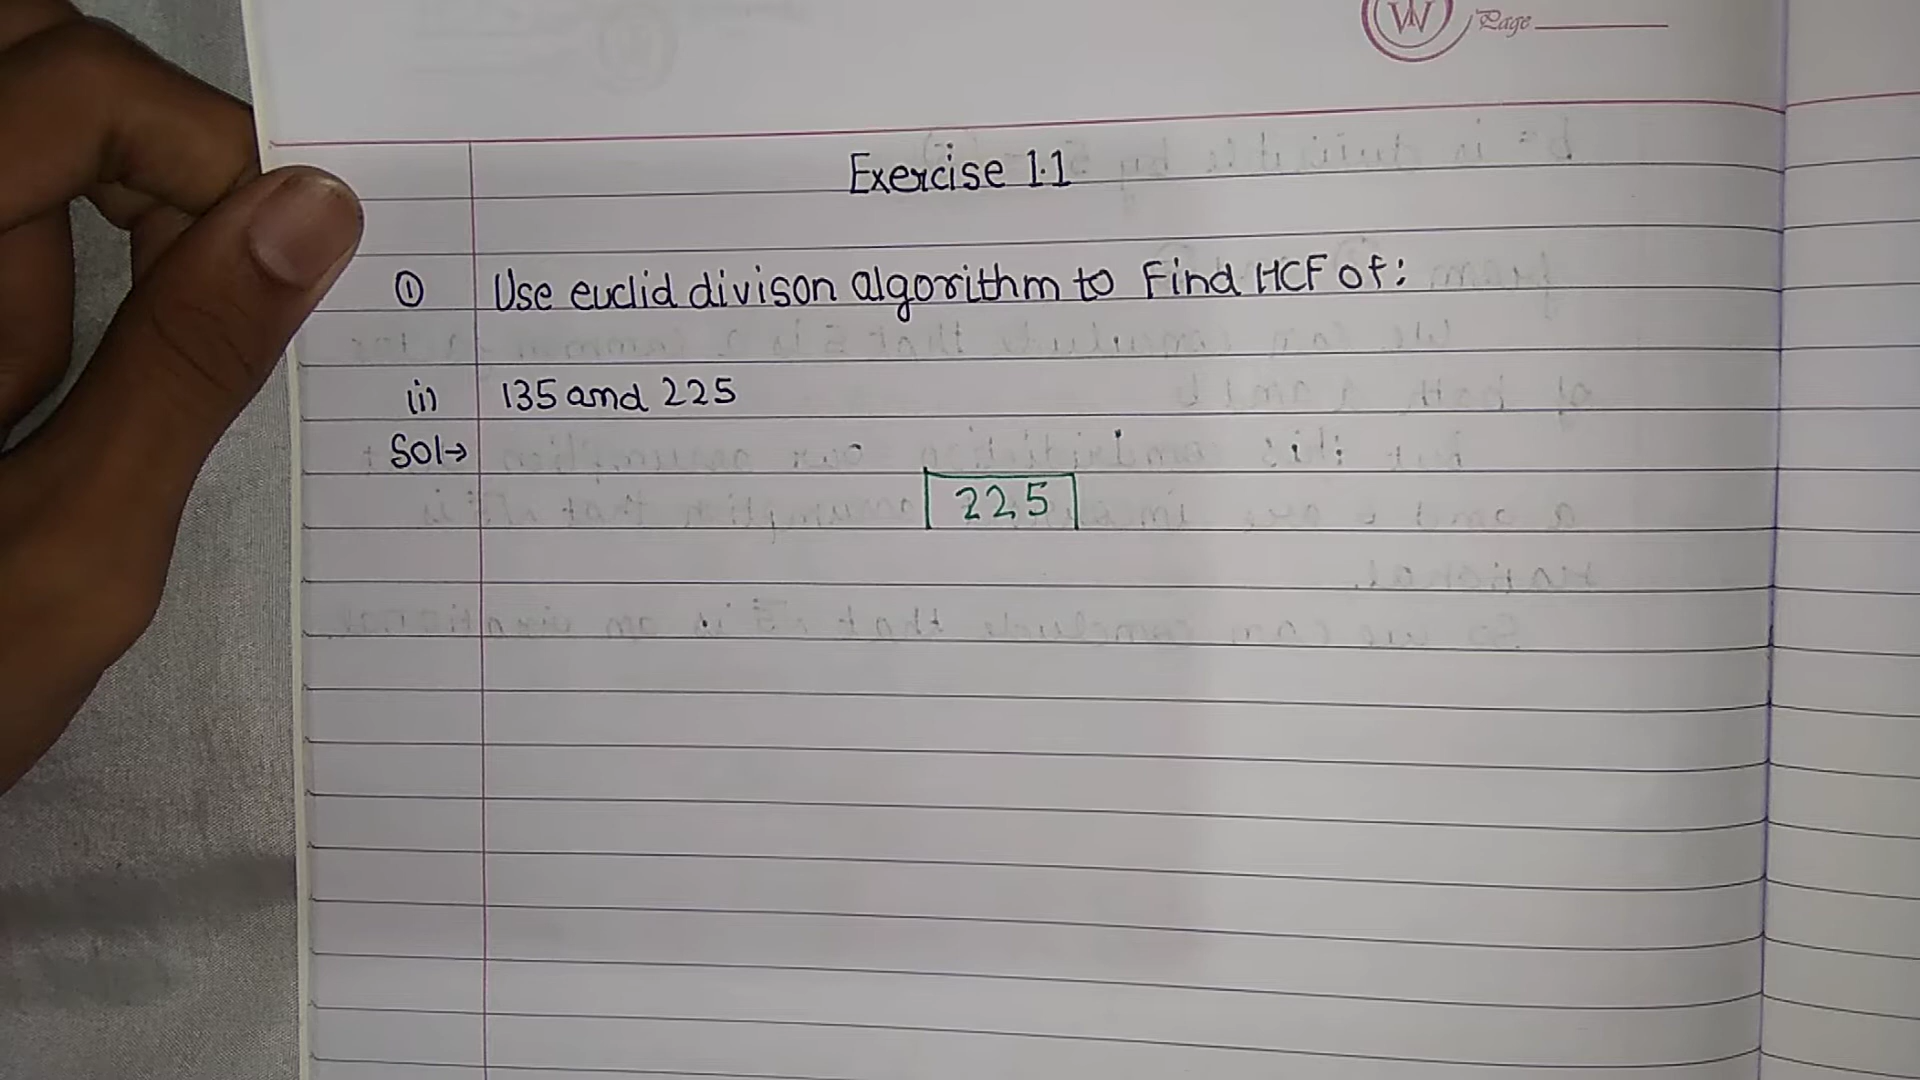 W Page
Exercise 1.1
① Use euclid divison algorithm to Find HCF of:
(i) 135 and 225
Sol→
225